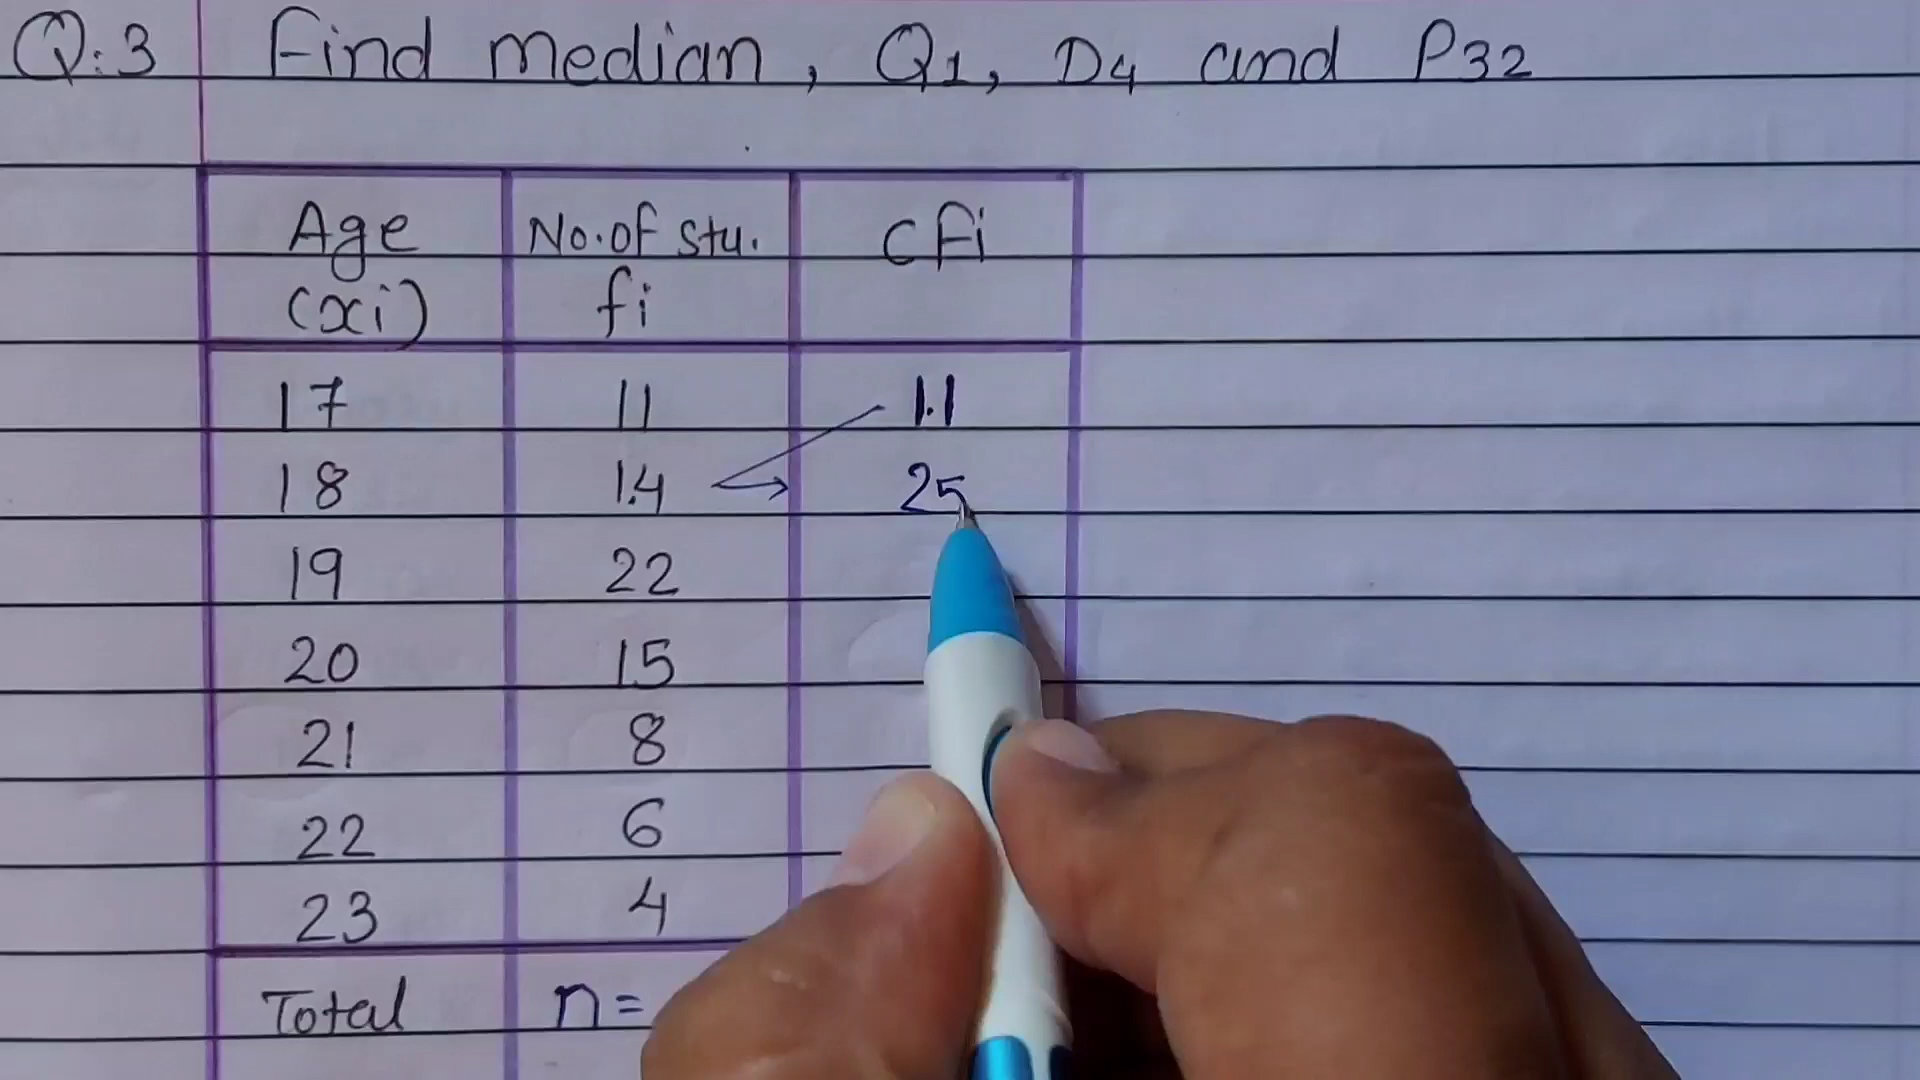 Q:3 Find median, Q1, D4 and P32
Age No.of stu. cfi
(xi) fi
17 11 11
18 14 25
19 22
20 15
21 8
22 6
23 4
Total n=